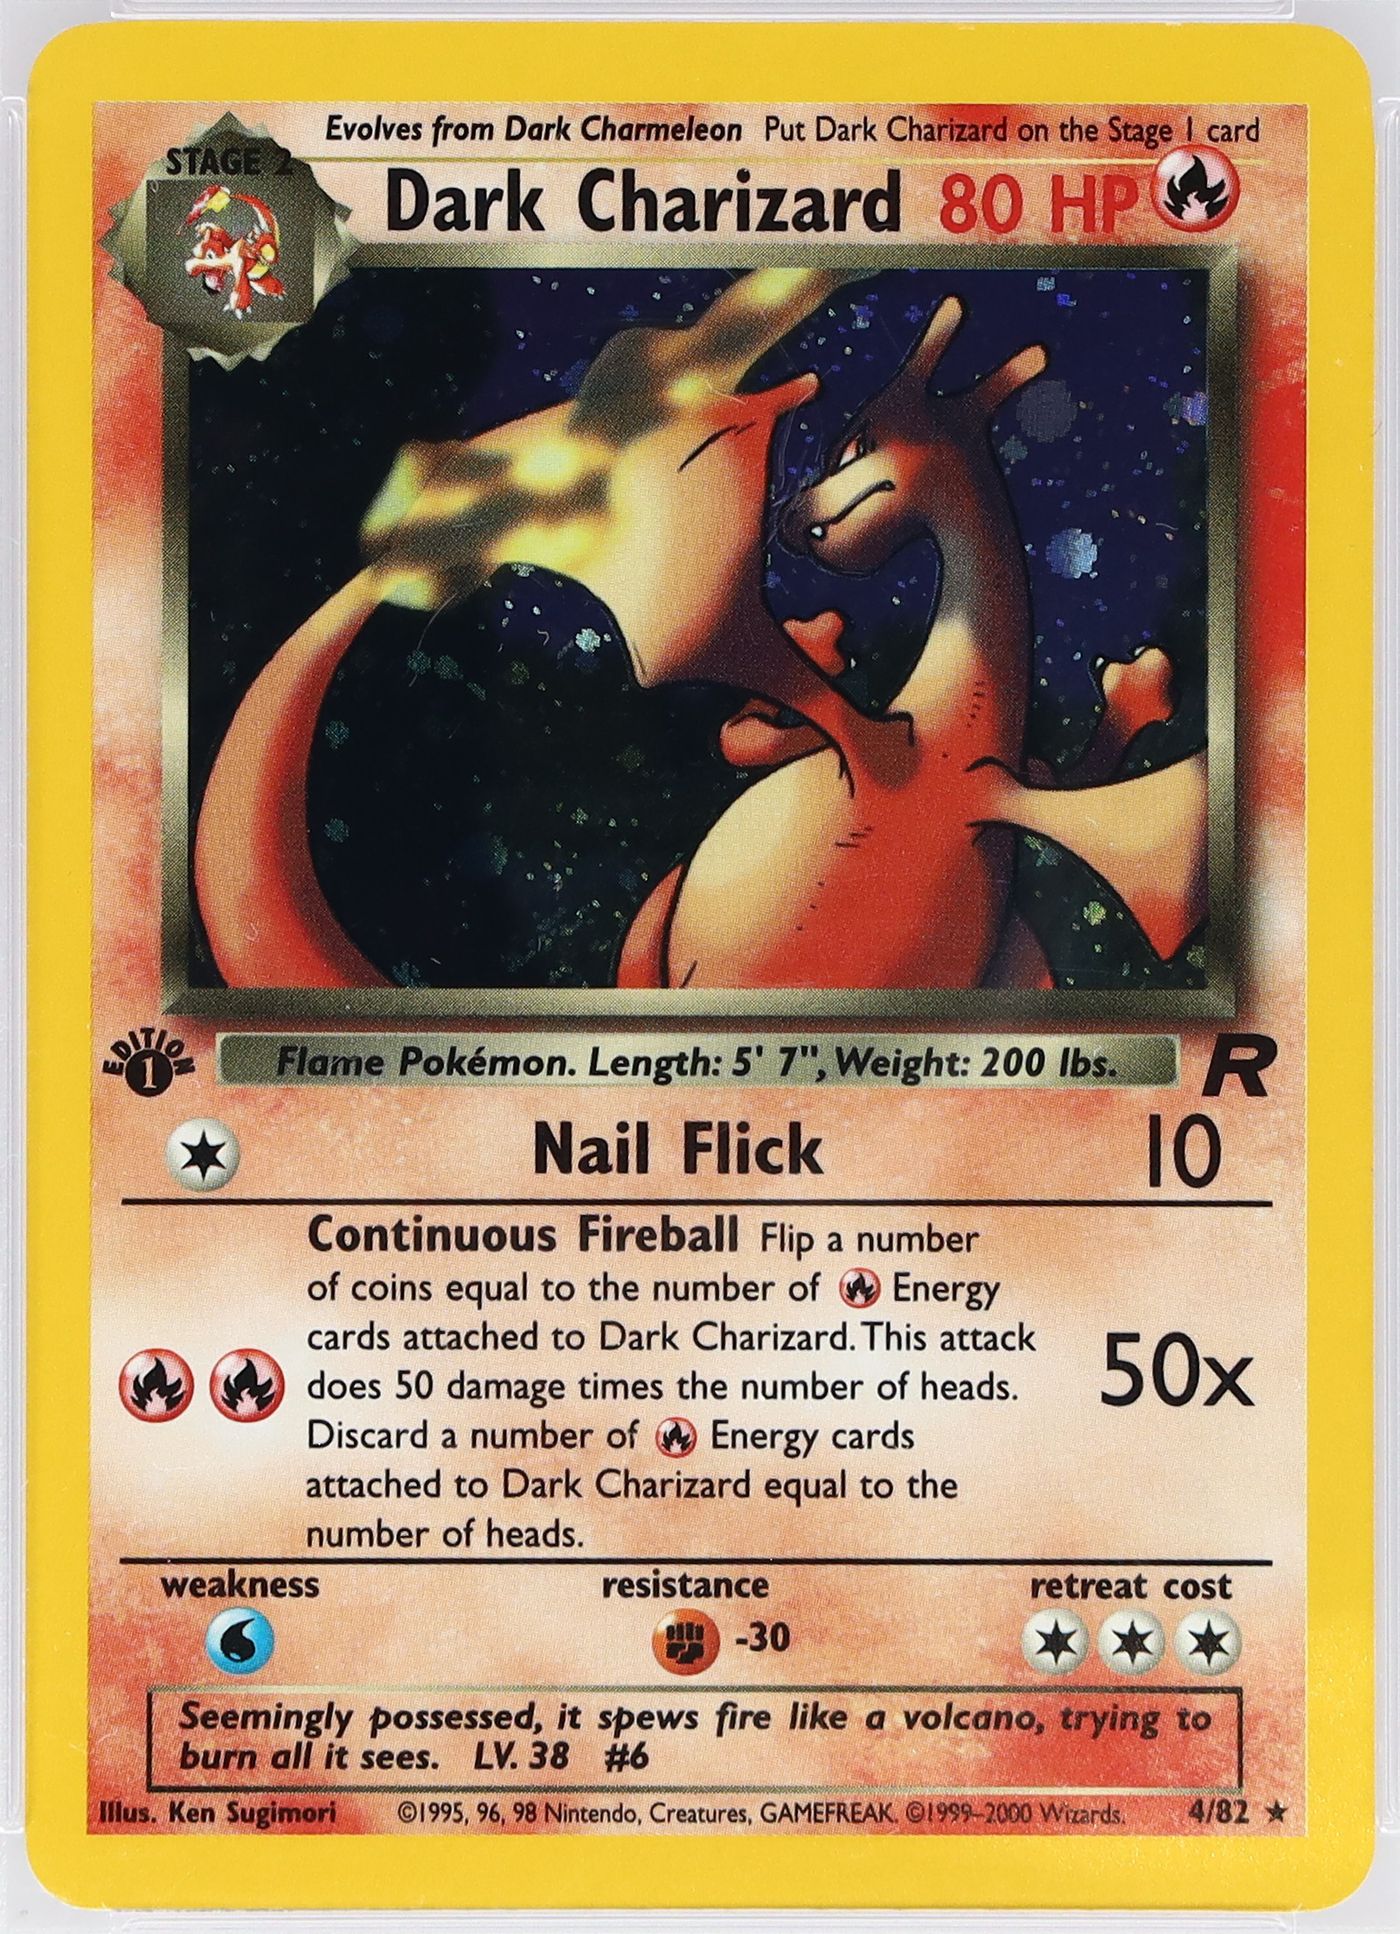 Evolves from Dark Charmeleon Put Dark Charizard on the Stage 1 card
STAGE 2
Dark Charizard 80 HP
EDITION
1
Flame Pokémon. Length: 5' 7", Weight: 200 lbs.
R
Nail Flick 10
Continuous Fireball Flip a number
of coins equal to the number of Energy
cards attached to Dark Charizard. This attack
does 50 damage times the number of heads.
Discard a number of Energy cards
attached to Dark Charizard equal to the
number of heads.
50x
weakness resistance retreat cost
-30
Seemingly possessed, it spews fire like a volcano, trying to
burn all it sees. LV. 38 #6
Illus. Ken Sugimori ©1995, 96, 98 Nintendo, Creatures, GAMEFREAK. ©1999–2000 Wizards. 4/82 ★